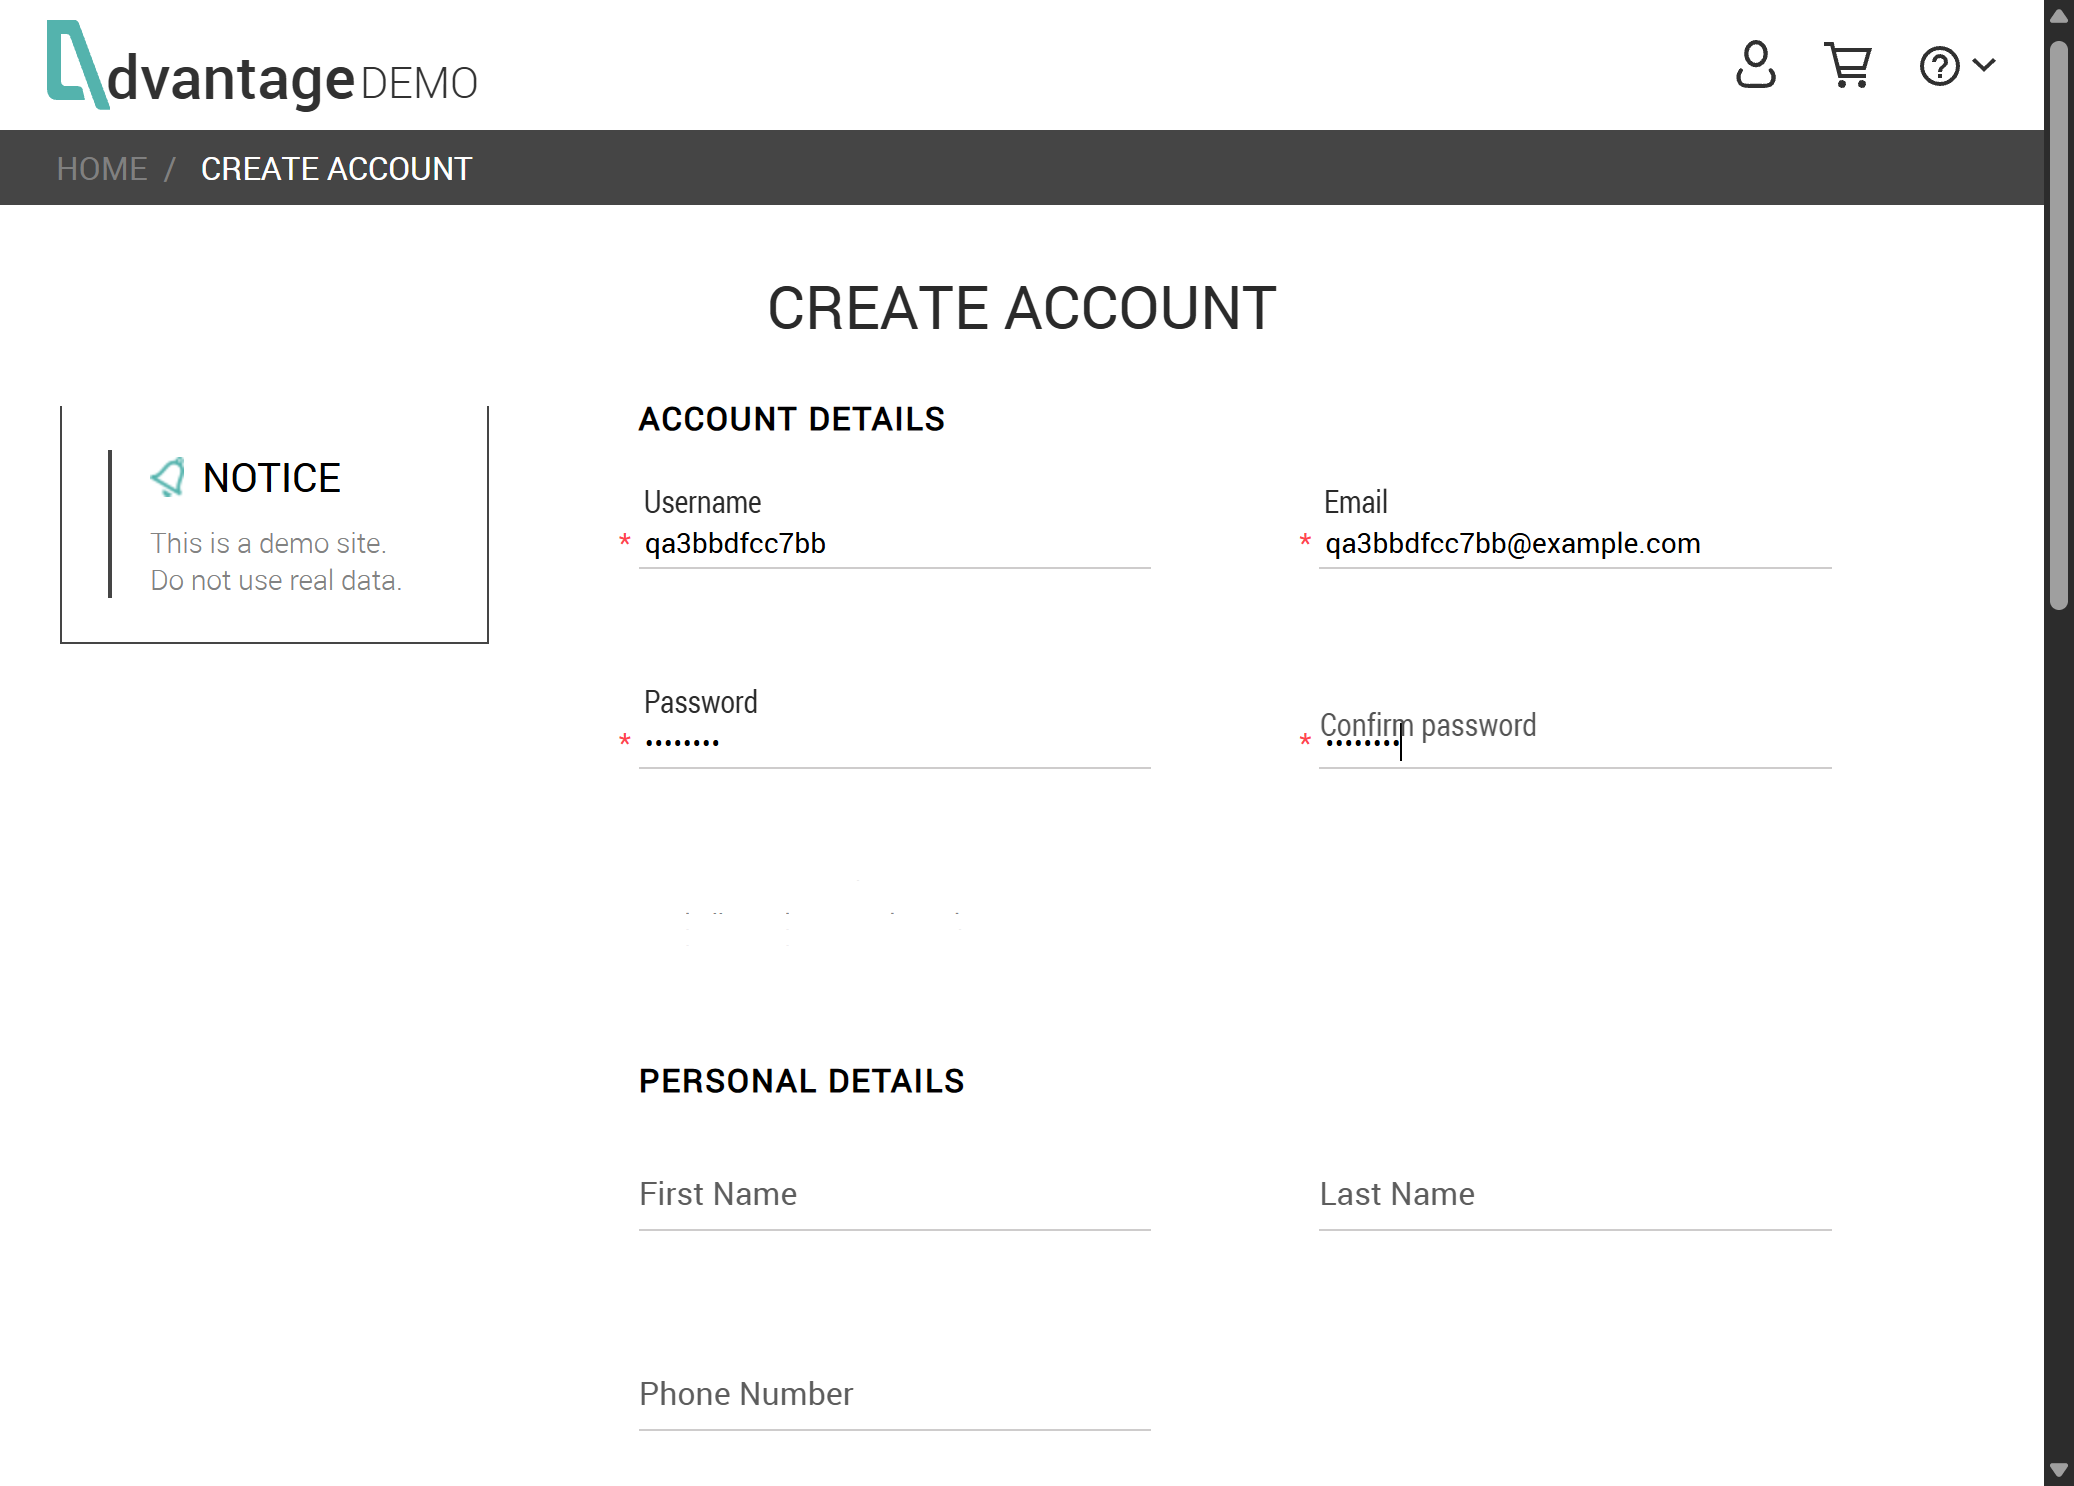 dvantage DEMO
HOME / CREATE ACCOUNT
CREATE ACCOUNT
NOTICE
This is a demo site.
Do not use real data.
ACCOUNT DETAILS
Username
* qa3bbdfcc7bb
Email
* qa3bbdfcc7bb@example.com
Password
* ••••••••
Confirm password
* ••••••••
PERSONAL DETAILS
First Name
Last Name
Phone Number